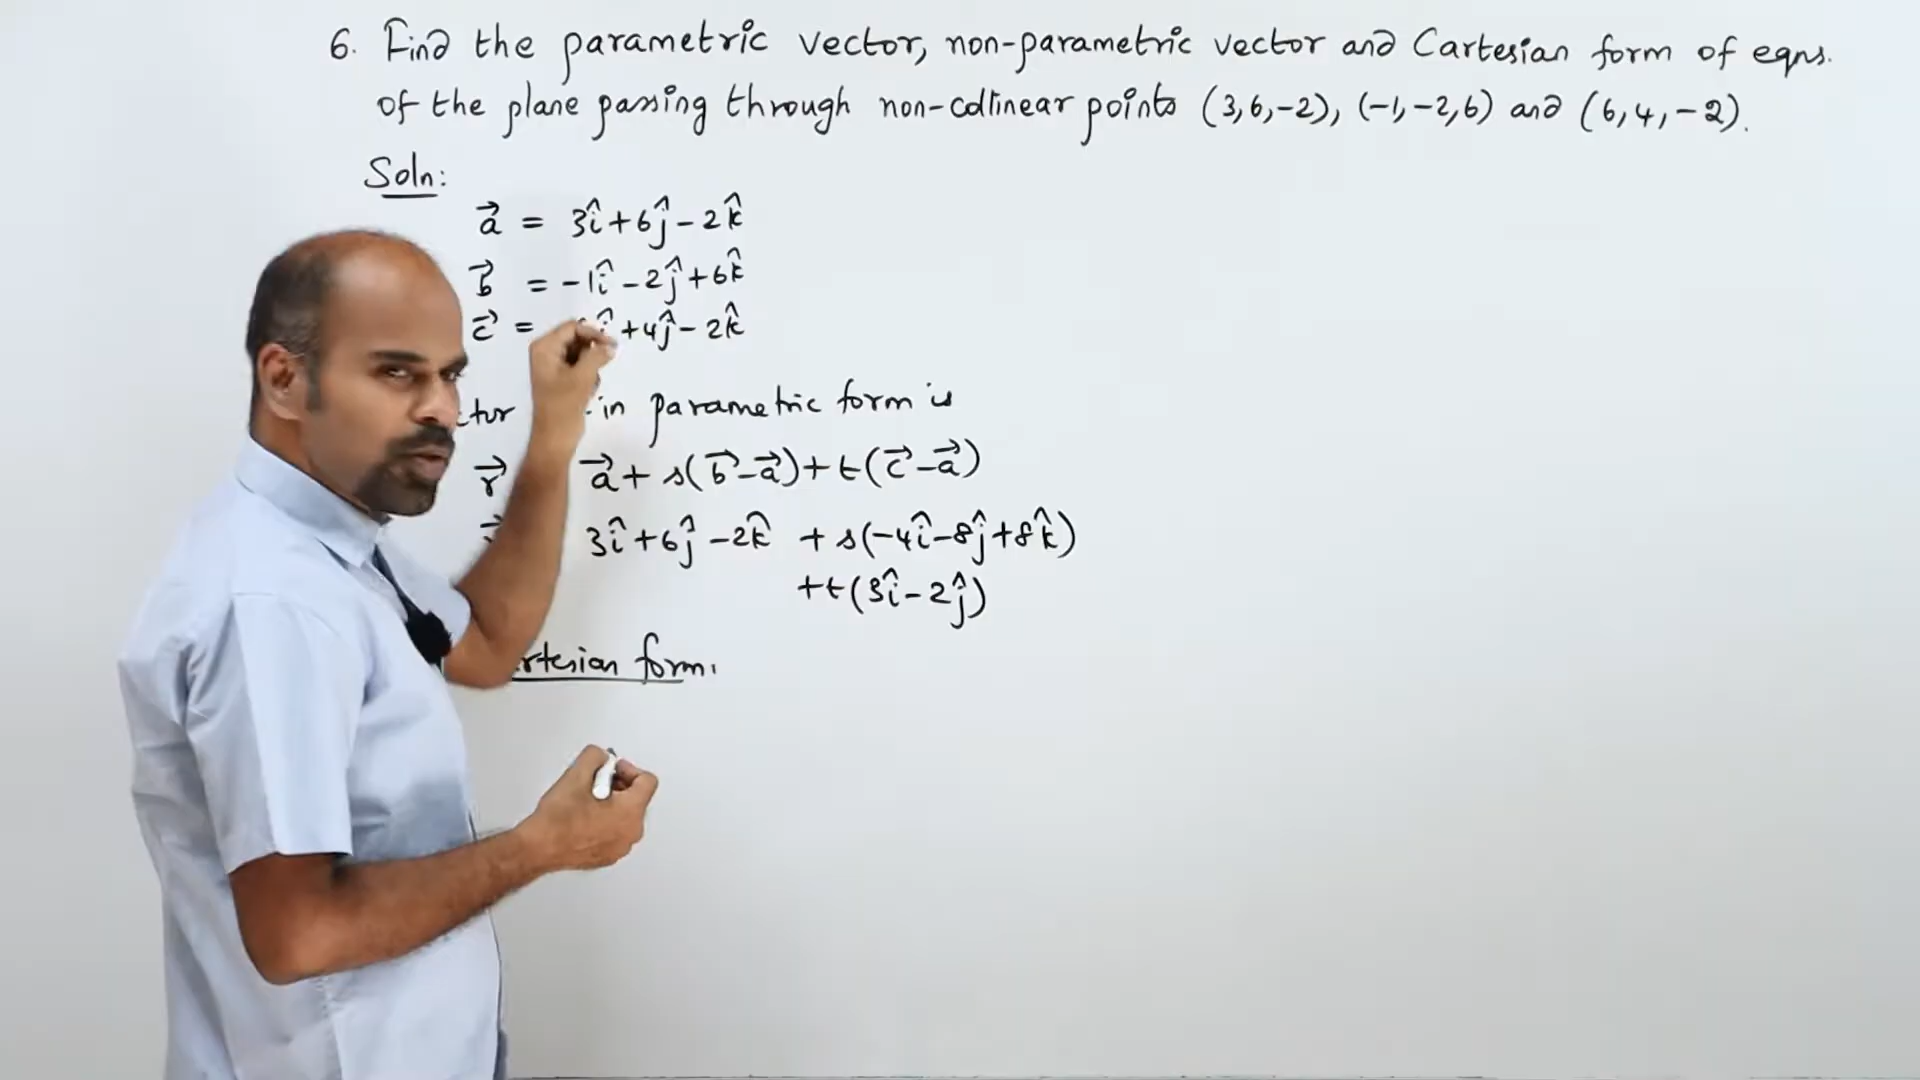 6. Find the parametric vector, non-parametric vector and Cartesian form of eqns.
of the plane passing through non-collinear points (3,6,-2), (-1,-2,6) and (6,4,-2).
Soln:
a⃗ = 3î+6ĵ-2k̂
b⃗ = -1î-2ĵ+6k̂
c⃗ = î+4ĵ-2k̂
in parametric form is
r⃗ a⃗+s(b⃗-a⃗)+t(c⃗-a⃗)
3î+6ĵ-2k̂ +s(-4î-8ĵ+8k̂)
+t(3î-2ĵ)
form.